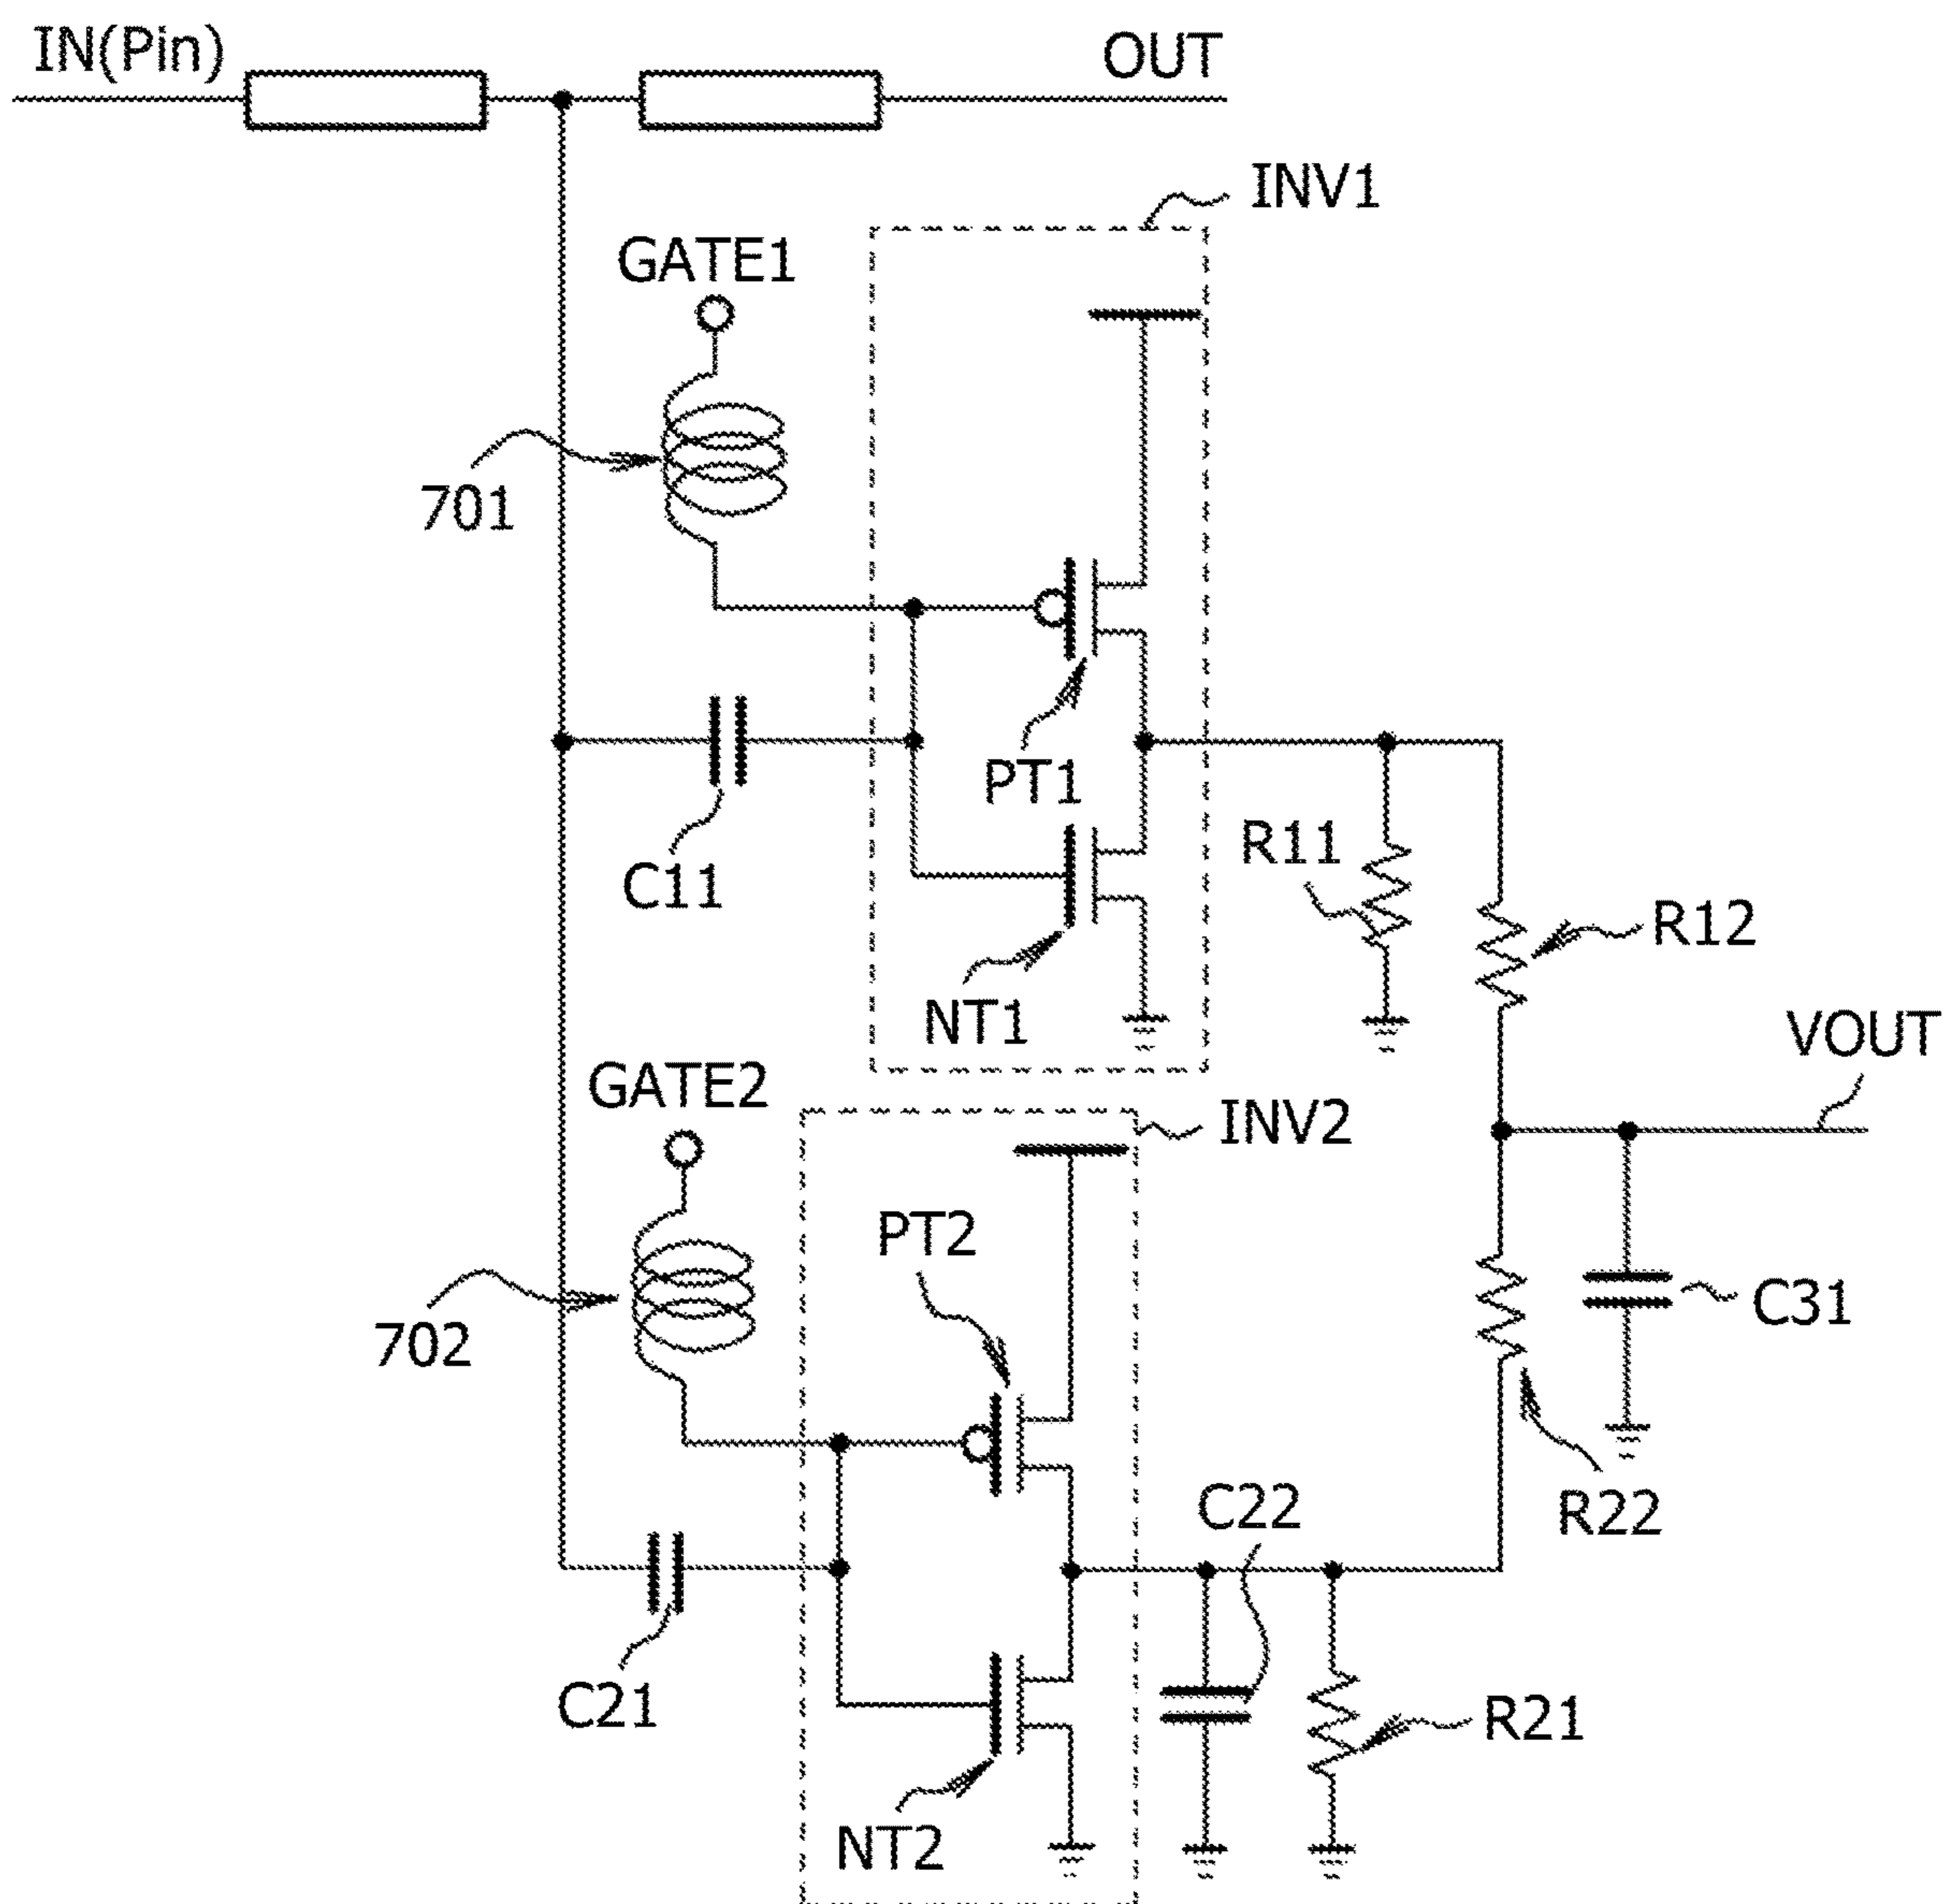 IN(Pin)
OUT
INV1
GATE1
701
PT1
C11
R11
R12
NT1
VOUT
GATE2
INV2
PT2
702
C31
C22
R22
C21
R21
NT2